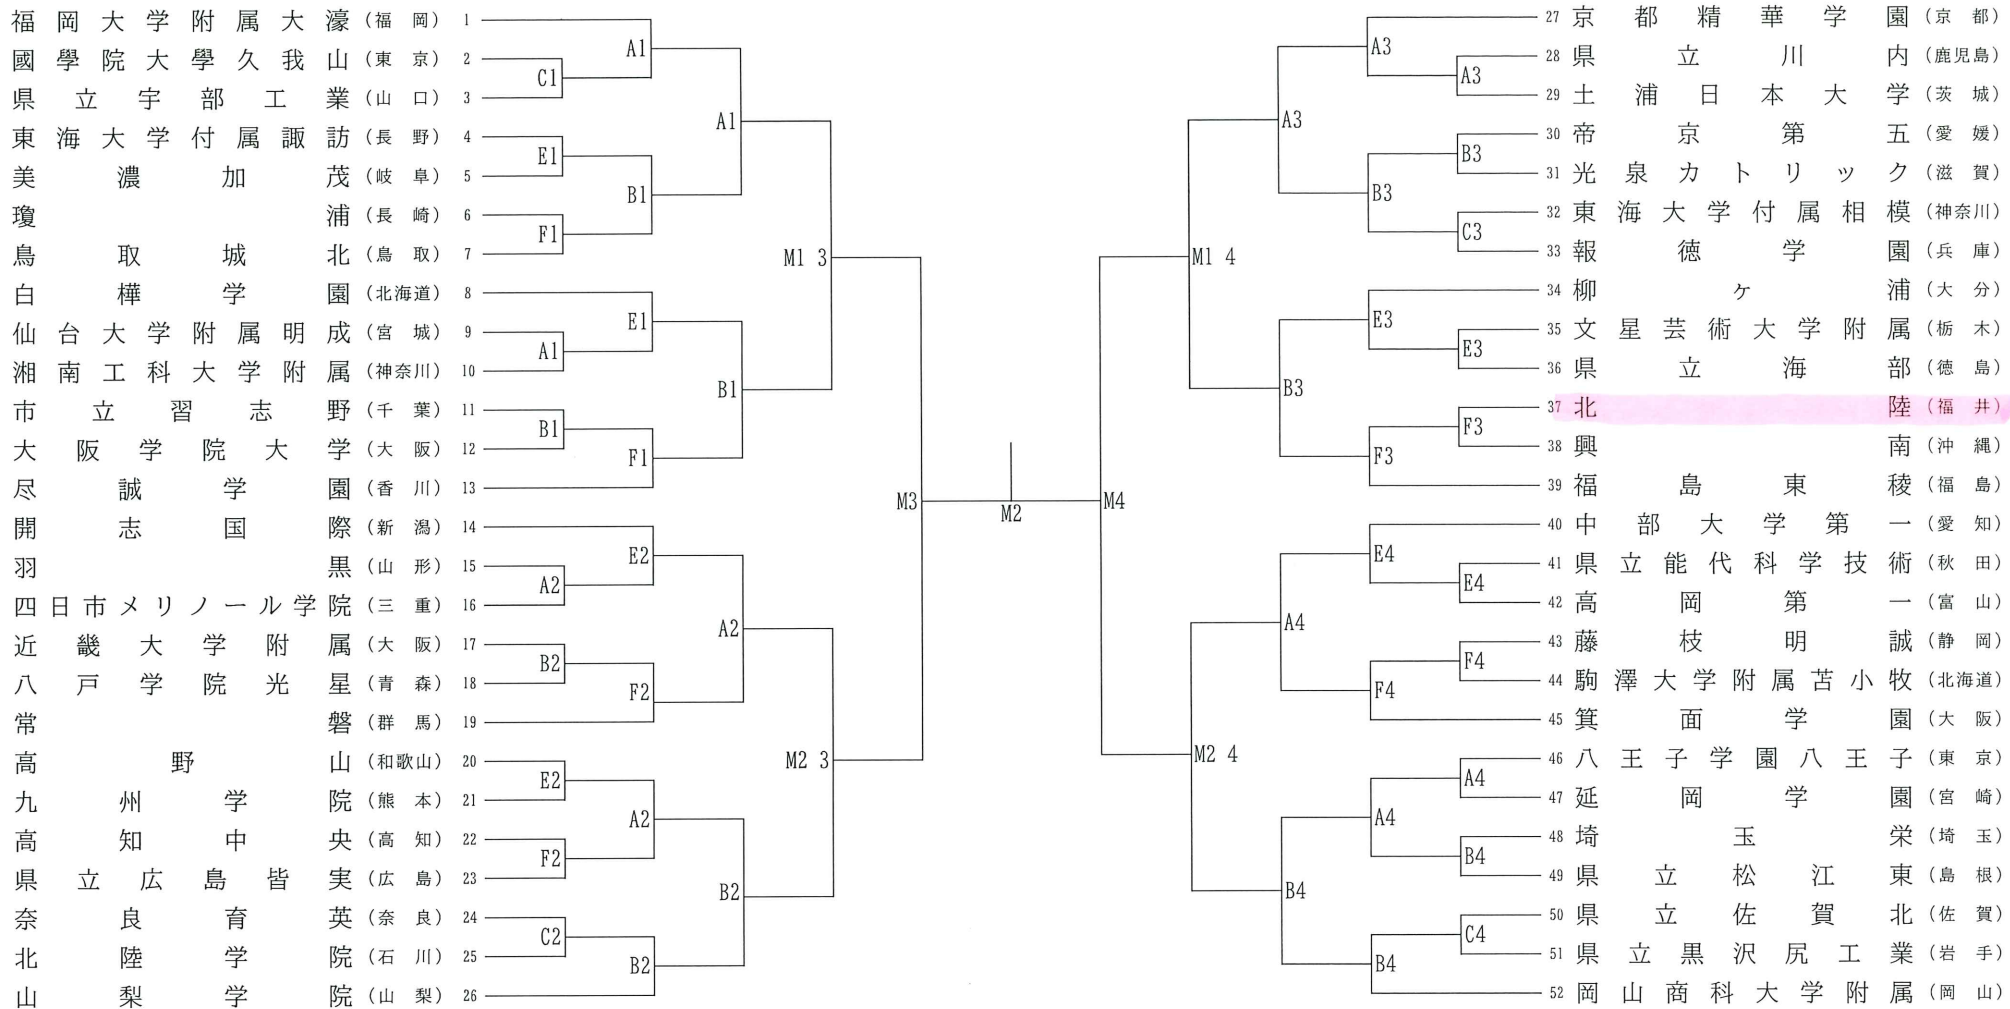 福岡大学附属大濠（福岡） 1
國學院大學久我山（東京） 2
県立宇部工業（山口） 3
東海大学付属諏訪（長野） 4
美濃加茂（岐阜） 5
瓊浦（長崎） 6
鳥取城北（鳥取） 7
白樺学園（北海道） 8
仙台大学附属明成（宮城） 9
湘南工科大学附属（神奈川） 10
市立習志野（千葉） 11
大阪学院大学（大阪） 12
尽誠学園（香川） 13
開志国際（新潟） 14
羽黒（山形） 15
四日市メリノール学院（三重） 16
近畿大学附属（大阪） 17
八戸学院光星（青森） 18
常磐（群馬） 19
高野山（和歌山） 20
九州学院（熊本） 21
高知中央（高知） 22
県立広島皆実（広島） 23
奈良育英（奈良） 24
北陸学院（石川） 25
山梨学院（山梨） 26
C1
E1
F1
A1
B1
A2
B2
E2
F2
C2
A1
B1
E1
F1
E2
F2
A2
B2
A1
B1
A2
B2
M1 3
M2 3
M3
M2
M4
M1 4
M2 4
A3
B3
A4
B4
A3
B3
E3
F3
E4
F4
A4
B4
A3
B3
C3
E3
F3
E4
F4
A4
B4
C4
27 京都精華学園（京都）
28 県立川内（鹿児島）
29 土浦日本大学（茨城）
30 帝京第五（愛媛）
31 光泉カトリック（滋賀）
32 東海大学付属相模（神奈川）
33 報徳学園（兵庫）
34 柳ヶ浦（大分）
35 文星芸術大学附属（栃木）
36 県立海部（徳島）
37 北陸（福井）
38 興南（沖縄）
39 福島東稜（福島）
40 中部大学第一（愛知）
41 県立能代科学技術（秋田）
42 高岡第一（富山）
43 藤枝明誠（静岡）
44 駒澤大学附属苫小牧（北海道）
45 箕面学園（大阪）
46 八王子学園八王子（東京）
47 延岡学園（宮崎）
48 埼玉栄（埼玉）
49 県立松江東（島根）
50 県立佐賀北（佐賀）
51 県立黒沢尻工業（岩手）
52 岡山商科大学附属（岡山）